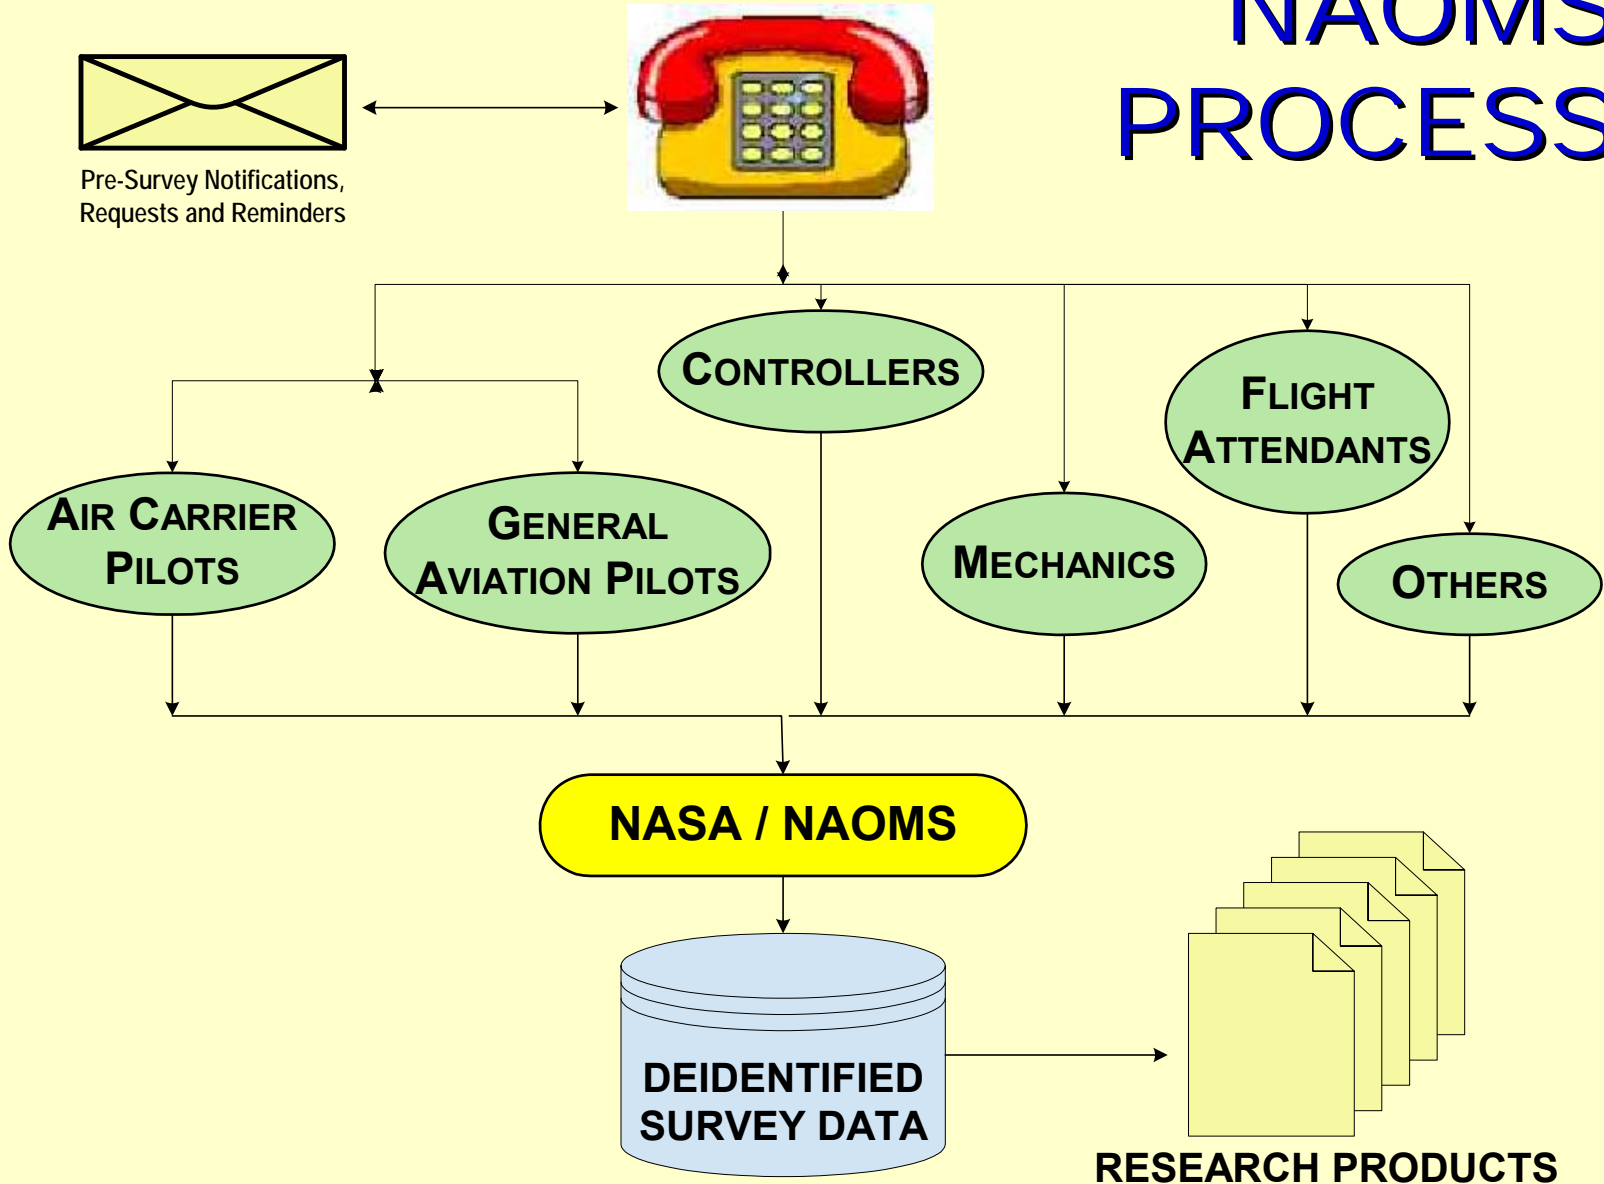 NAOMS
PROCESS
Pre-Survey Notifications,
Requests and Reminders
CONTROLLERS
FLIGHT
ATTENDANTS
AIR CARRIER
PILOTS
GENERAL
AVIATION PILOTS
MECHANICS
OTHERS
NASA / NAOMS
DEIDENTIFIED
SURVEY DATA
RESEARCH PRODUCTS